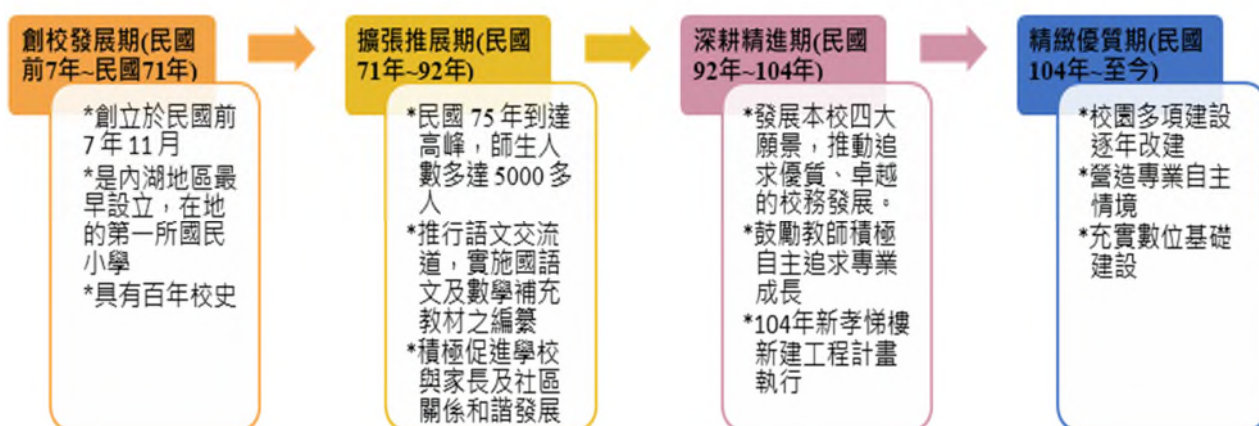 創校發展期(民國
前7年~民國71年)
*創立於民國前
7 年 11 月
*是內湖地區最
早設立，在地
的第一所國民
小學
*具有百年校史
擴張推展期(民國
71年~92年)
*民國 75 年到達
高峰，師生人
數多達 5000 多
人
*推行語文交流
道，實施國語
文及數學補充
教材之編纂
*積極促進學校
與家長及社區
關係和諧發展
深耕精進期(民國
92年~104年)
*發展本校四大
願景，推動追
求優質、卓越
的校務發展。
*鼓勵教師積極
自主追求專業
成長
*104年新孝悌樓
新建工程計畫
執行
精緻優質期(民國
104年~至今)
*校園多項建設
逐年改建
*營造專業自主
情境
*充實數位基礎
建設